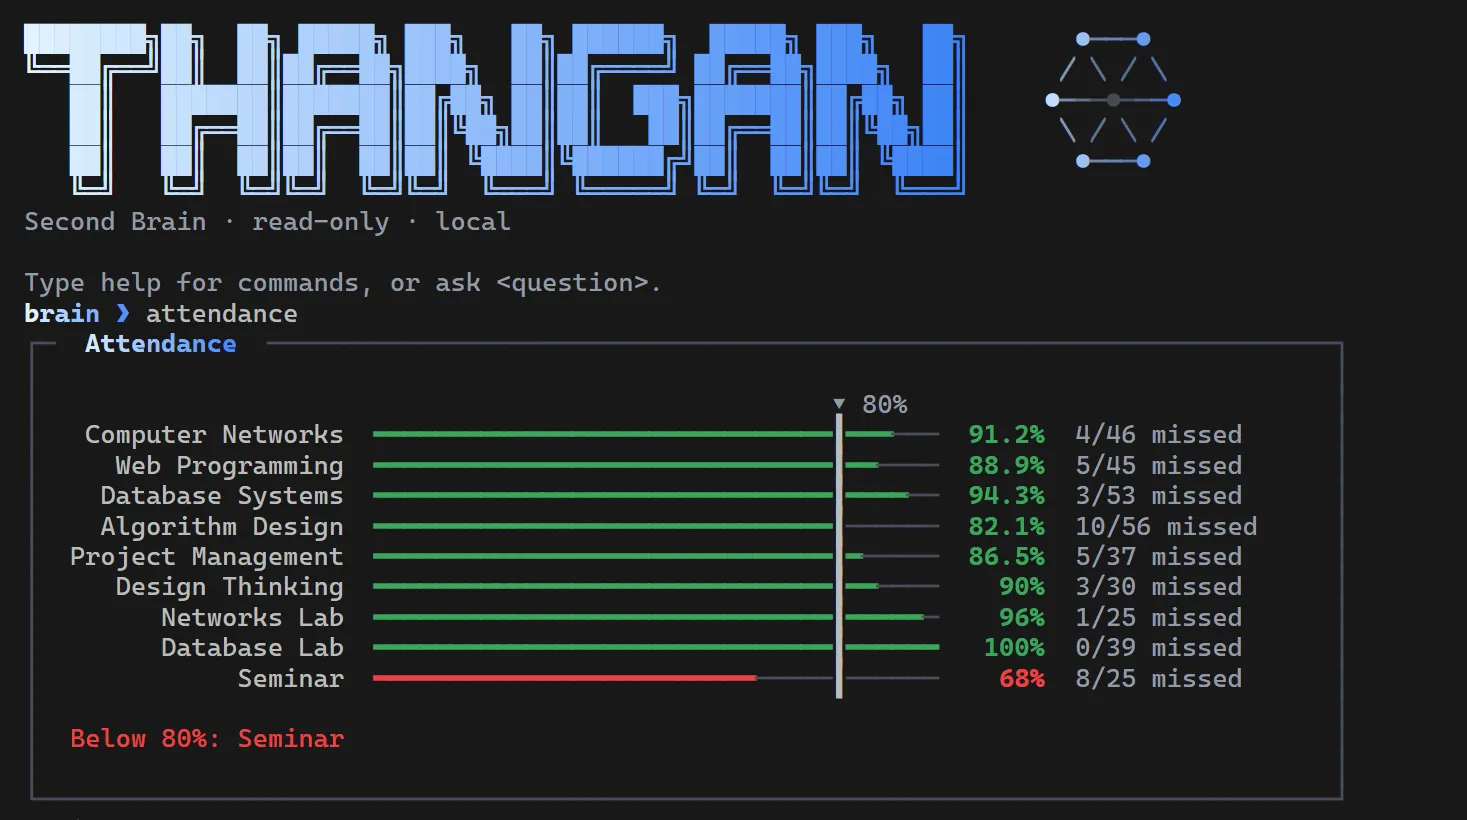 THANGAN
Second Brain · read-only · local
Type help for commands, or ask <question>.
brain ❯ attendance
Attendance
▼ 80%
Computer Networks 91.2% 4/46 missed
Web Programming 88.9% 5/45 missed
Database Systems 94.3% 3/53 missed
Algorithm Design 82.1% 10/56 missed
Project Management 86.5% 5/37 missed
Design Thinking 90% 3/30 missed
Networks Lab 96% 1/25 missed
Database Lab 100% 0/39 missed
Seminar 68% 8/25 missed
Below 80%: Seminar